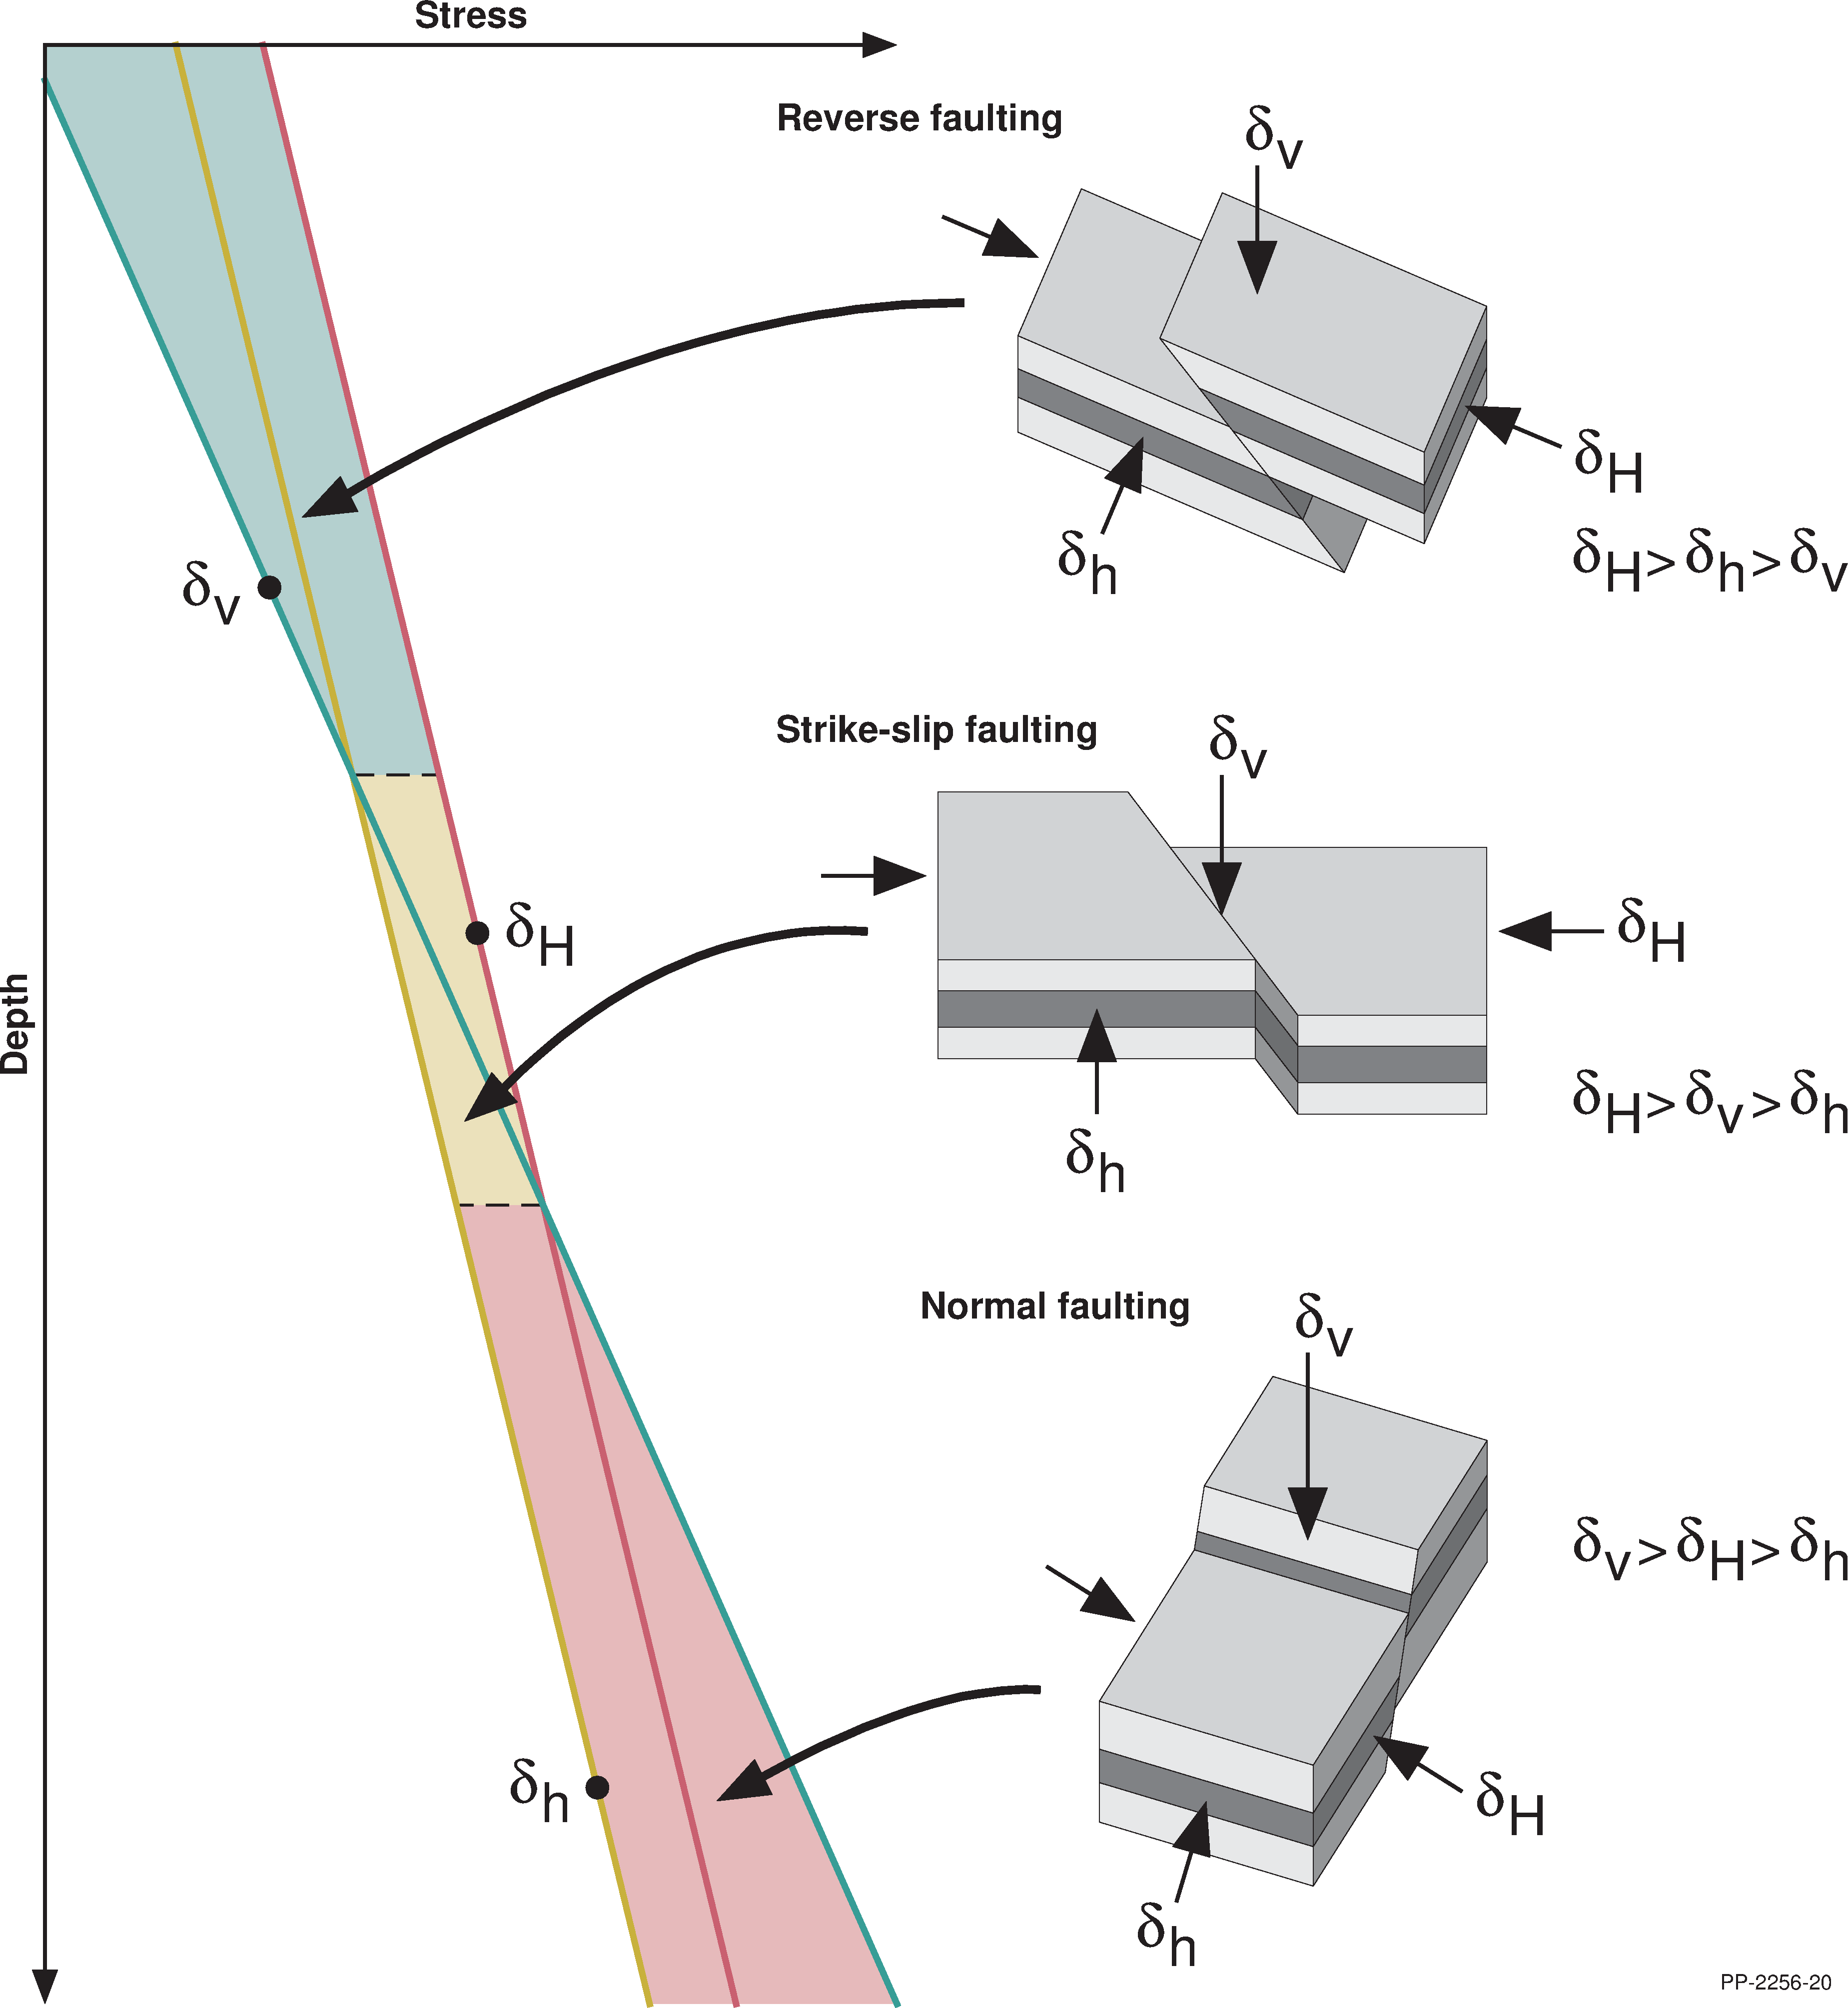 Stress
Reverse faulting
δv
δH
δh
δH>δh>δv
δv
Strike-slip faulting
δv
δH
δH
Depth
δH>δv>δh
δh
Normal faulting
δv
δv>δH>δh
δh
δH
δh
PP-2256-20